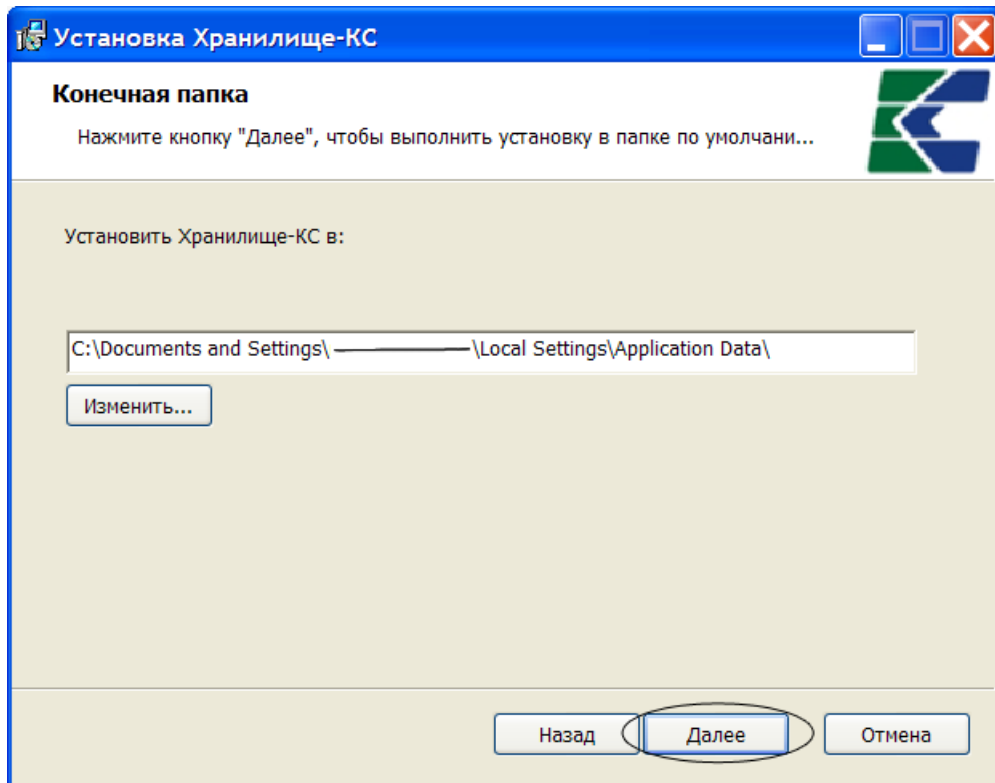 Установка Хранилище-КС
Конечная папка
Нажмите кнопку "Далее", чтобы выполнить установку в папке по умолчани...
Установить Хранилище-КС в:
C:\Documents and Settings\ \Local Settings\Application Data\
Изменить...
Назад Далее Отмена